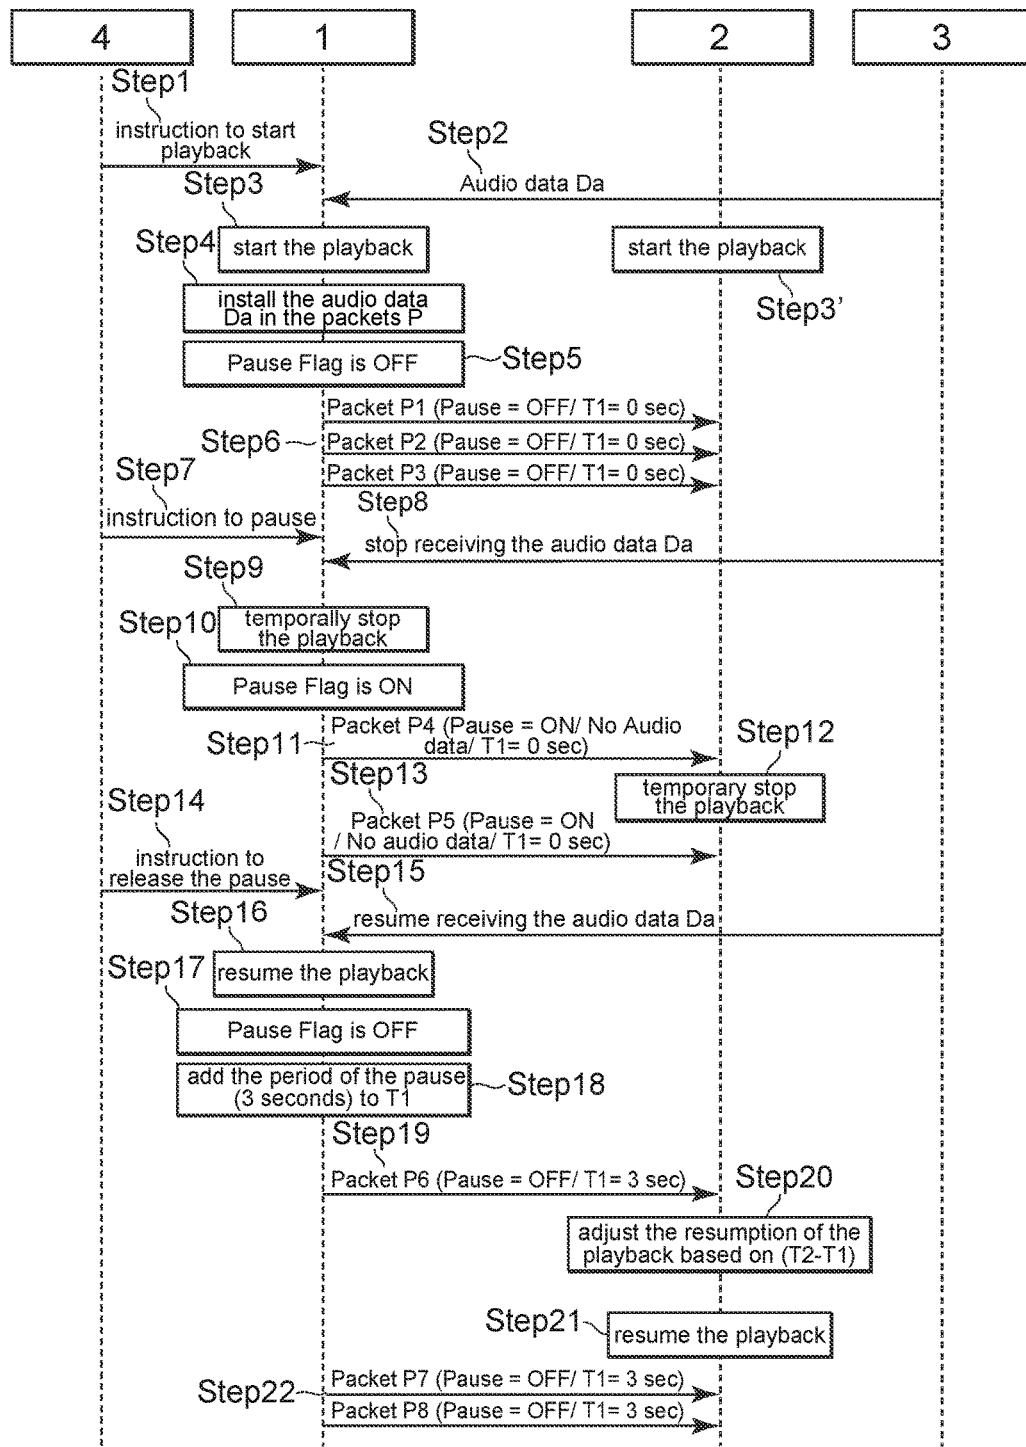 4
1
2
3
Step1
instruction to start
playback
Step2
Audio data Da
Step3
start the playback
start the playback
Step3'
Step4
install the audio data
Da in the packets P
Pause Flag is OFF
Step5
Packet P1 (Pause = OFF/ T1= 0 sec)
Step6
Packet P2 (Pause = OFF/ T1= 0 sec)
Packet P3 (Pause = OFF/ T1= 0 sec)
Step7
instruction to pause
Step8
stop receiving the audio data Da
Step9
temporally stop
the playback
Step10
Pause Flag is ON
Step11
Packet P4 (Pause = ON/ No Audio
data/ T1= 0 sec)
Step12
temporary stop
the playback
Step13
Packet P5 (Pause = ON
/ No audio data/ T1= 0 sec)
Step14
instruction to
release the pause
Step15
resume receiving the audio data Da
Step16
resume the playback
Step17
Pause Flag is OFF
add the period of the pause
(3 seconds) to T1
Step18
Step19
Packet P6 (Pause = OFF/ T1= 3 sec)
Step20
adjust the resumption of the
playback based on (T2-T1)
Step21
resume the playback
Step22
Packet P7 (Pause = OFF/ T1= 3 sec)
Packet P8 (Pause = OFF/ T1= 3 sec)